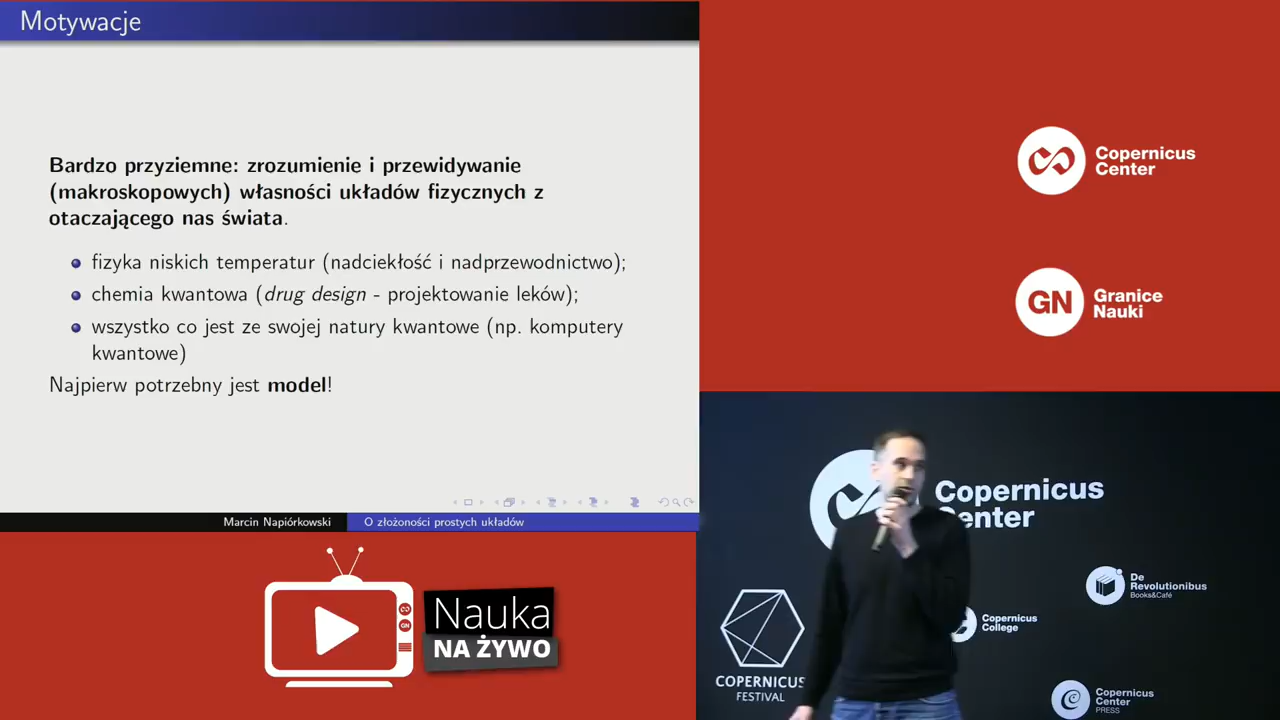 Motywacje
Bardzo przyziemne: zrozumienie i przewidywanie
(makroskopowych) własności układów fizycznych z
otaczającego nas świata.
fizyka niskich temperatur (nadciekłość i nadprzewodnictwo);
chemia kwantowa (drug design - projektowanie leków);
wszystko co jest ze swojej natury kwantowe (np. komputery
kwantowe)
Najpierw potrzebny jest model!
Marcin Napiórkowski
O złożoności prostych układów
Nauka
NA ŻYWO
Copernicus
Center
GN
Granice
Nauki
Copernicus
Center
De
Revolutionibus
Books&Café
Copernicus
College
COPERNICUS
FESTIVAL
Copernicus
Center
PRESS